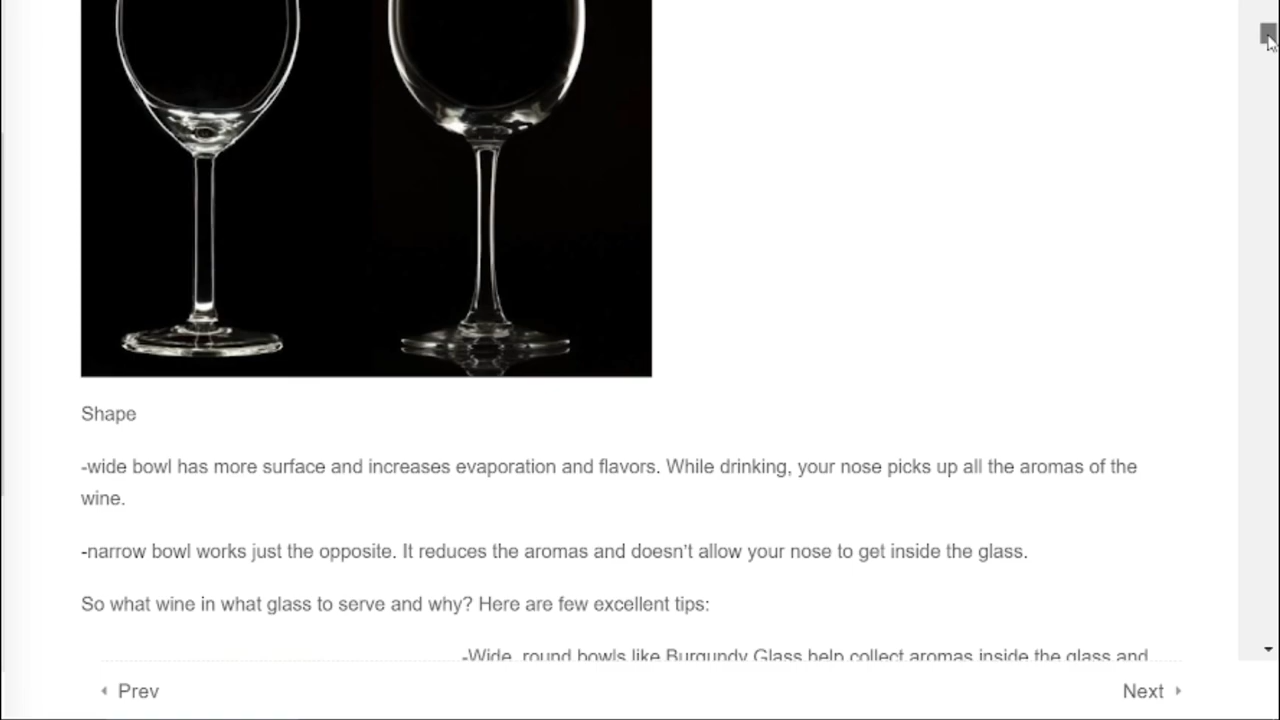 Shape
-wide bowl has more surface and increases evaporation and flavors. While drinking, your nose picks up all the aromas of the
wine.
-narrow bowl works just the opposite. It reduces the aromas and doesn’t allow your nose to get inside the glass.
So what wine in what glass to serve and why? Here are few excellent tips:
-Wide, round bowls like Burgundy Glass help collect aromas inside the glass and
Prev
Next